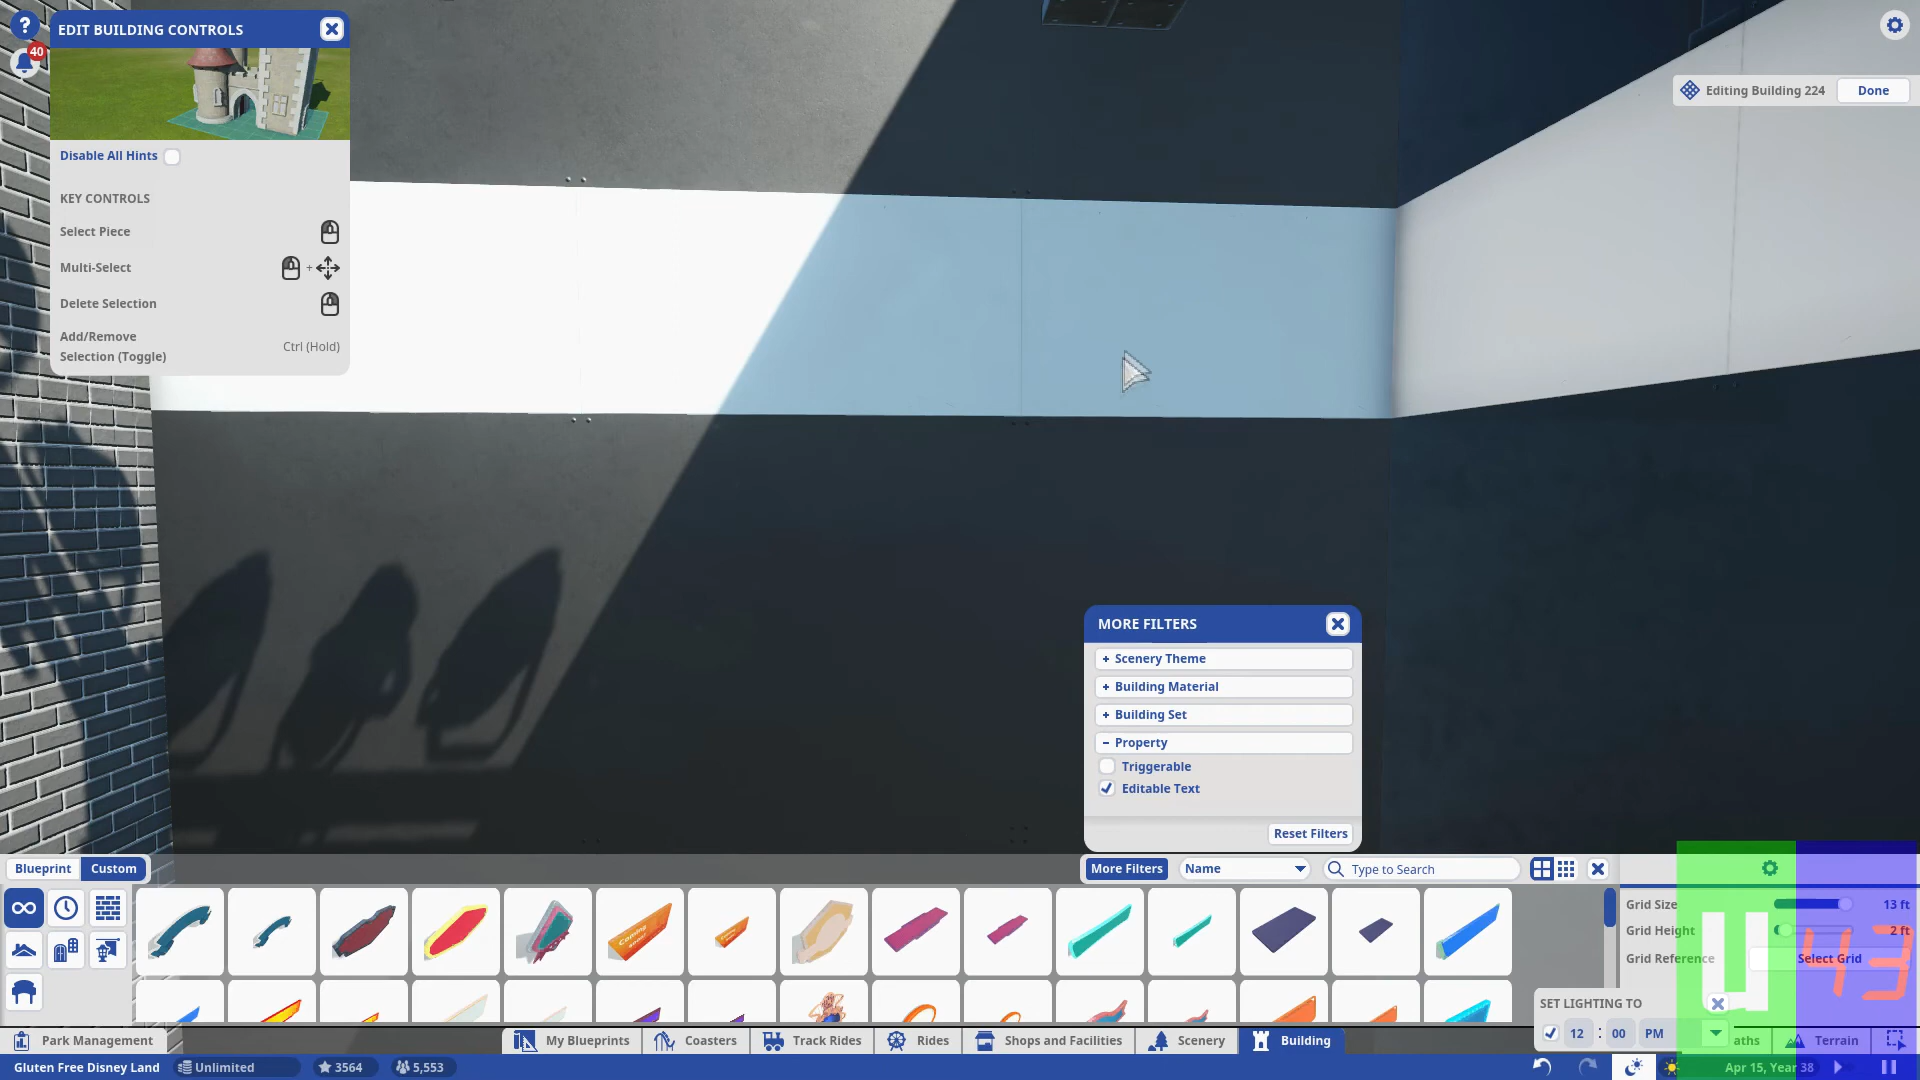 ?
EDIT BUILDING CONTROLS
40
Disable All Hints
KEY CONTROLS
Select Piece
Multi-Select
+
Delete Selection
Add/Remove
Selection (Toggle)
Ctrl (Hold)
Editing Building 224
Done
MORE FILTERS
+ Scenery Theme
+ Building Material
+ Building Set
− Property
Triggerable
Editable Text
Reset Filters
Blueprint
Custom
More Filters
Name
Type to Search
Coming Soon
Grid Size
13 ft
Grid Height
2 ft
Grid Reference
Select Grid
U
43
SET LIGHTING TO
12 : 00 PM
Park Management
My Blueprints
Coasters
Track Rides
Rides
Shops and Facilities
Scenery
Building
aths
Terrain
Gluten Free Disney Land
Unlimited
3564
5,553
Apr 15, Year 38